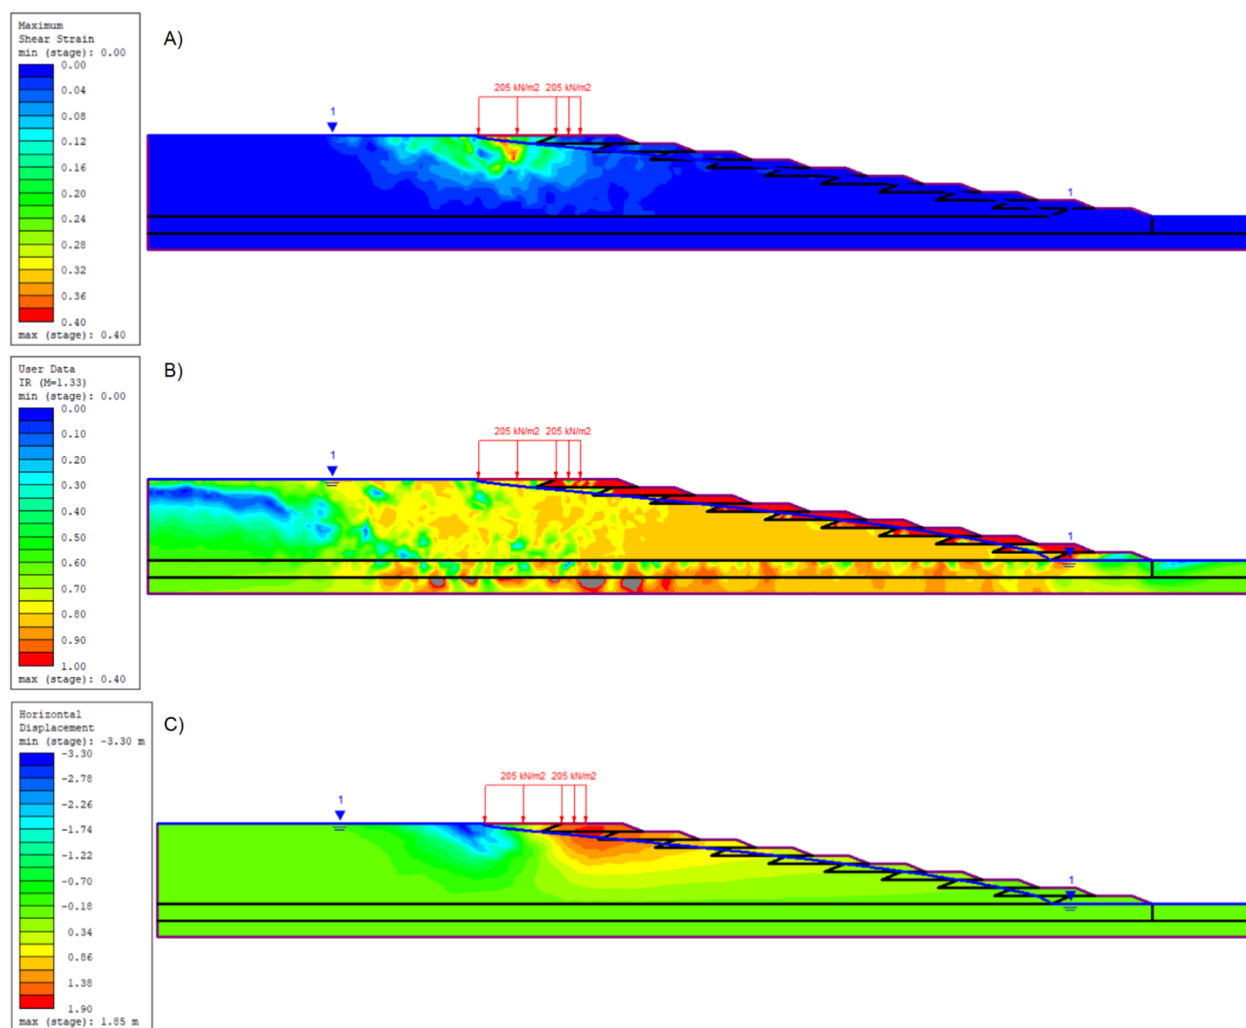 Maximum
Shear Strain
min (stage): 0.00
0.00
0.04
0.08
0.12
0.16
0.20
0.24
0.28
0.32
0.36
0.40
max (stage): 0.40
A)
1
205 kN/m2 205 kN/m2
1
User Data
IR (M=1.33)
min (stage): 0.00
0.00
0.10
0.20
0.30
0.40
0.50
0.60
0.70
0.80
0.90
1.00
max (stage): 0.40
B)
1
205 kN/m2 205 kN/m2
1
Horizontal
Displacement
min (stage): -3.30 m
-3.30
-2.78
-2.26
-1.74
-1.22
-0.70
-0.18
0.34
0.86
1.38
1.90
max (stage): 1.85 m
C)
1
205 kN/m2 205 kN/m2
1